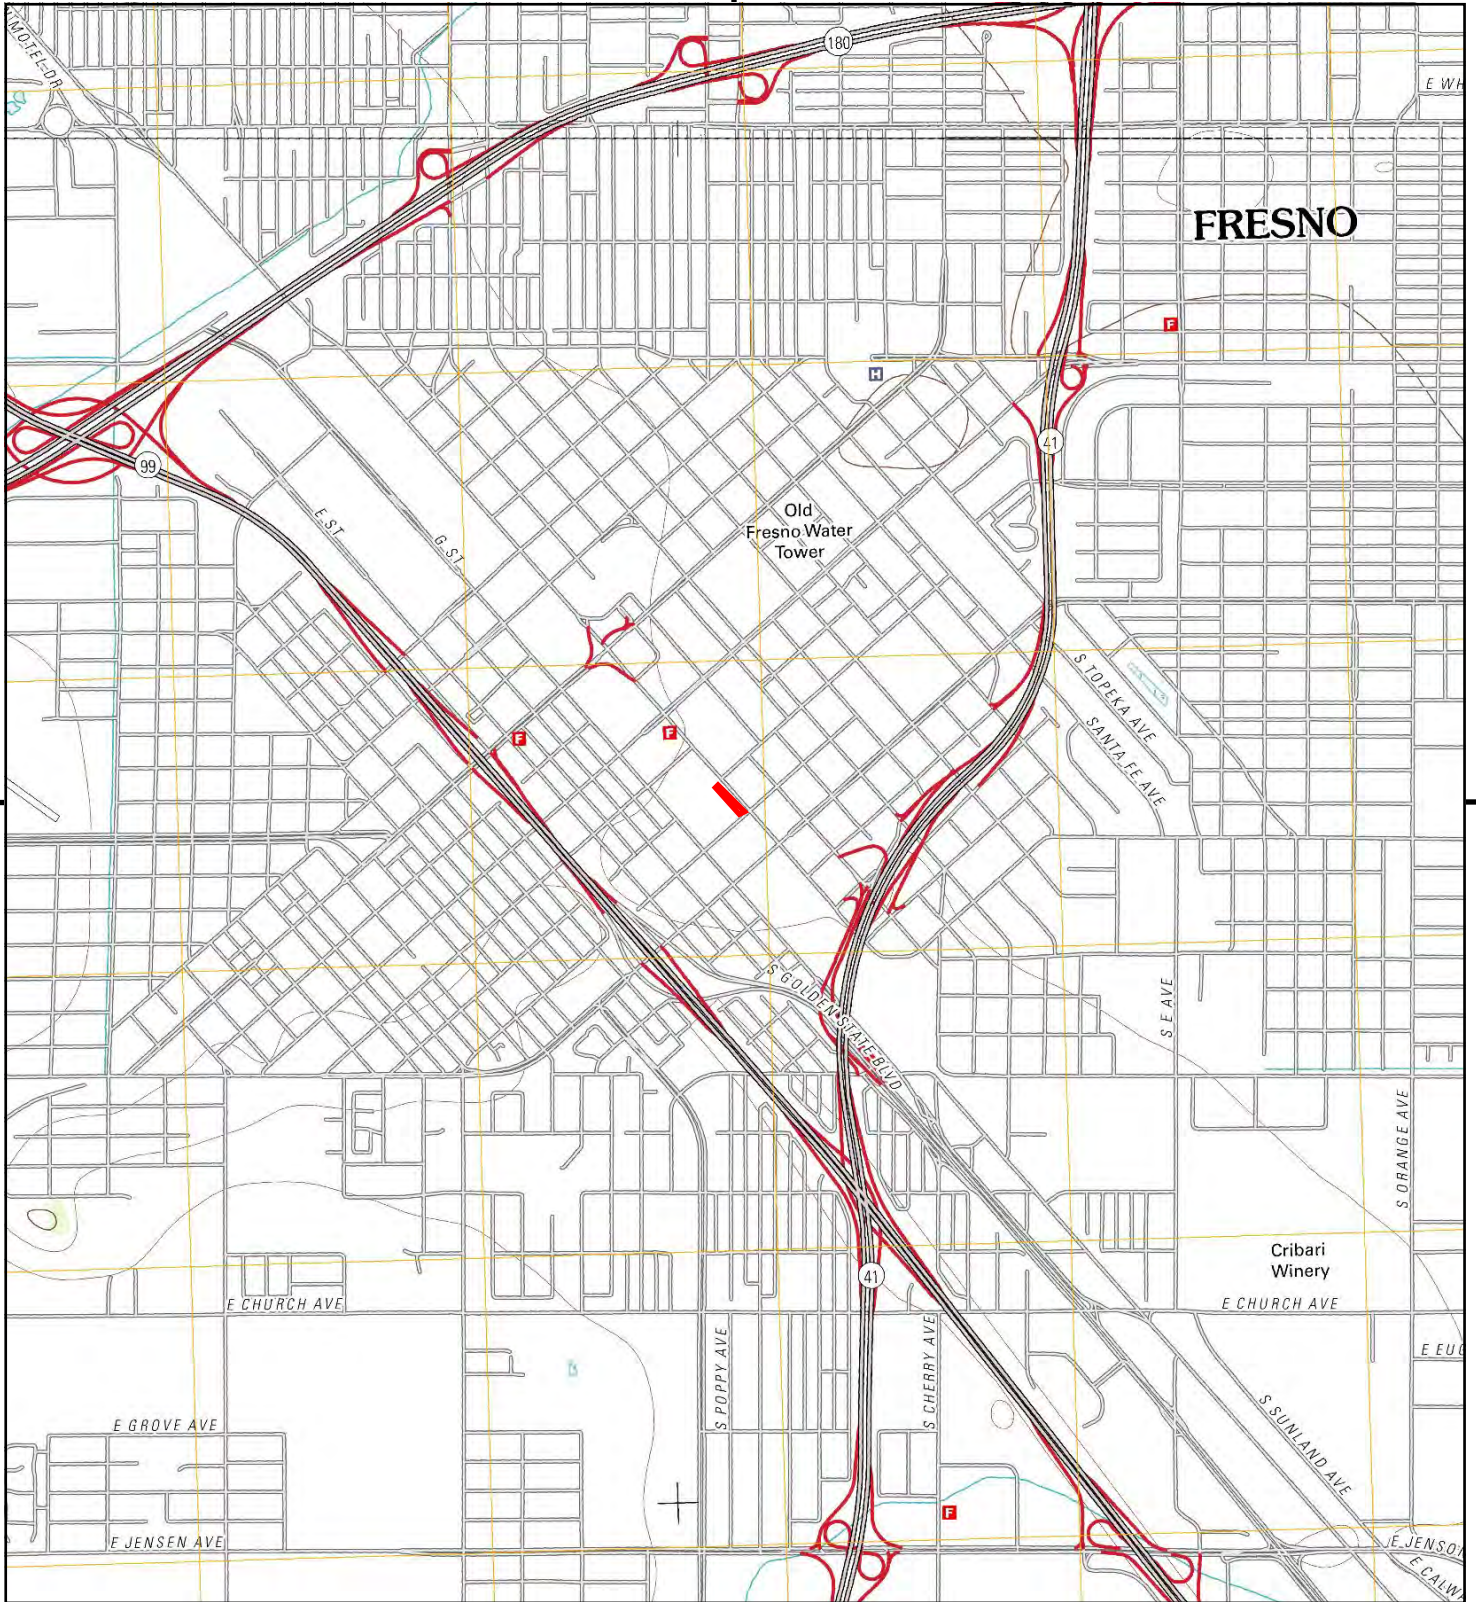 180
N MOTEL DR
E WH
FRESNO
F
H
41
99
Old
Fresno Water
Tower
E ST
G ST
S TOPEKA AVE
SANTA FE AVE
F
F
S GOLDEN STATE BLVD
S E AVE
S ORANGE AVE
Cribari
Winery
41
E CHURCH AVE
E CHURCH AVE
S POPPY AVE
S CHERRY AVE
E EUG
S SUNLAND AVE
E GROVE AVE
F
E JENSEN AVE
E JENSO
E CALW